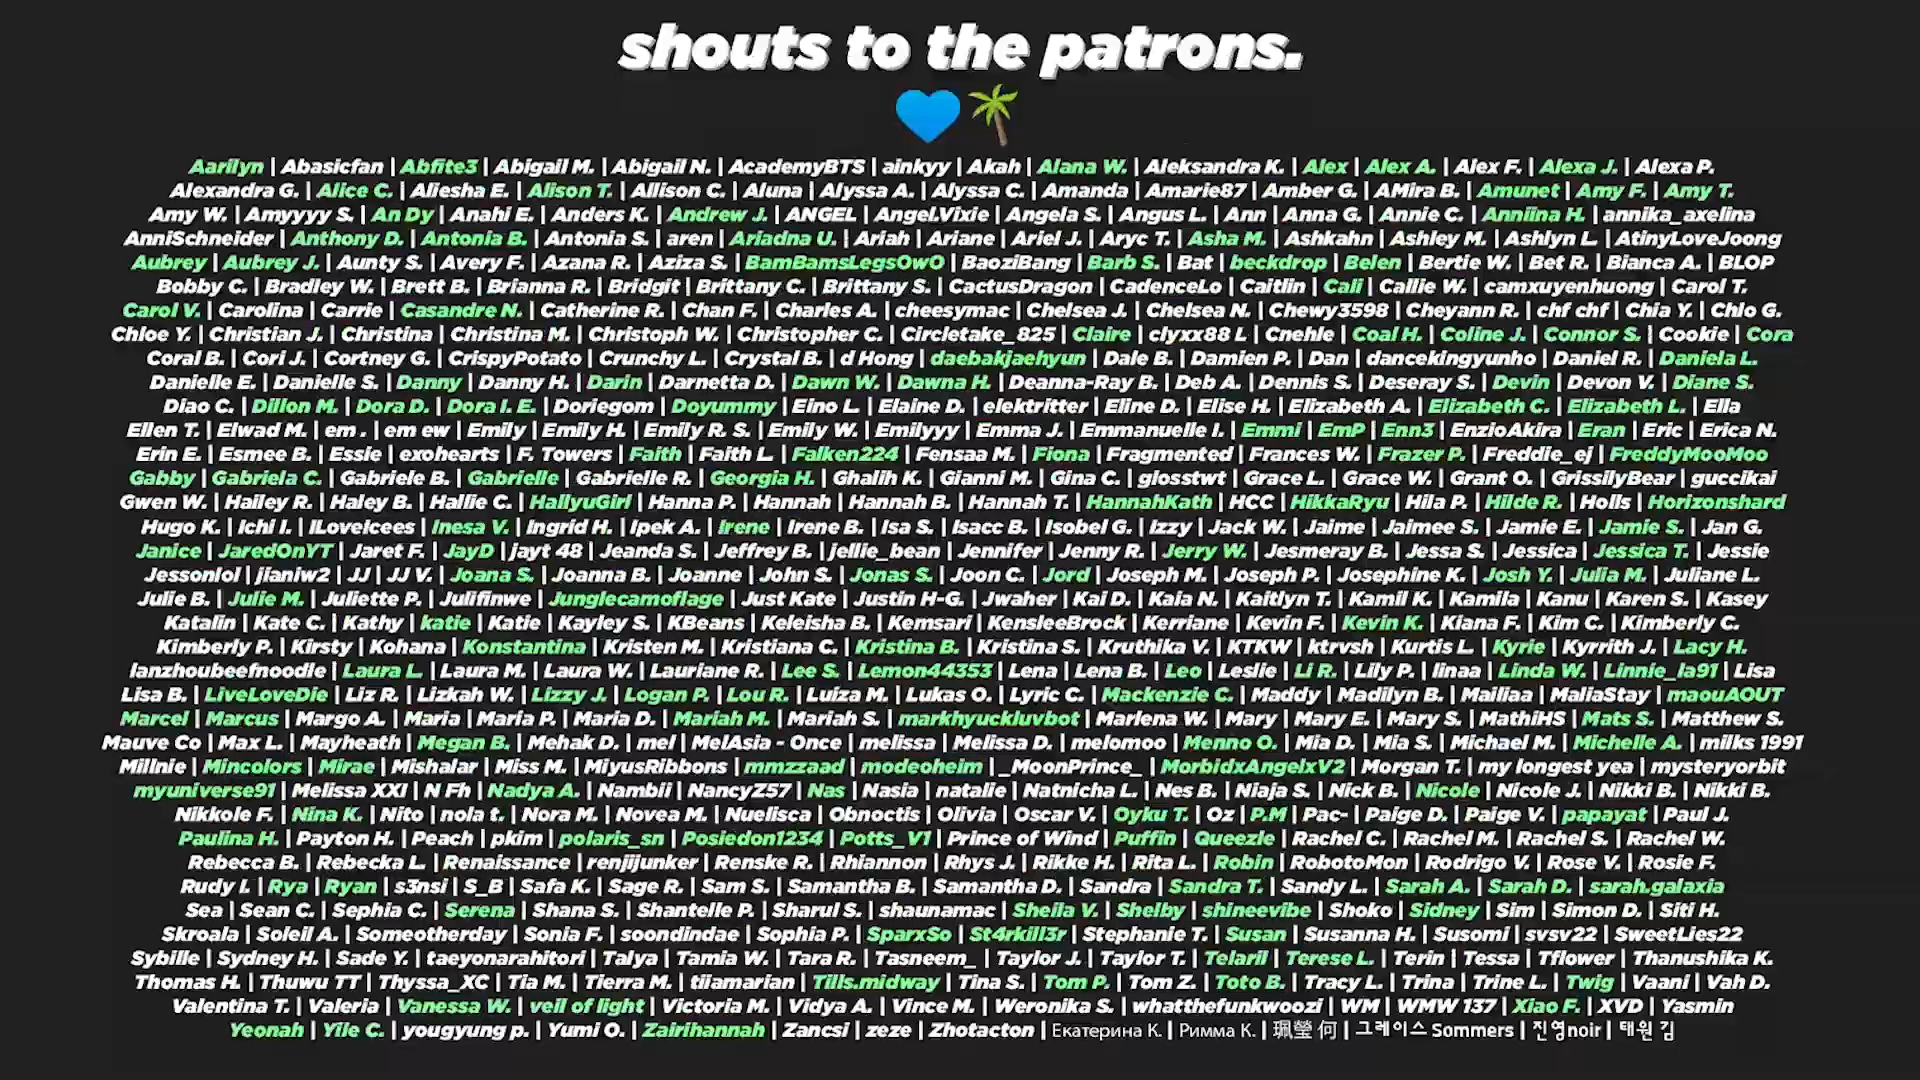 shouts to the patrons.
Aarilyn | Abasicfan | Abfite3 | Abigail M. | Abigail N. | AcademyBTS | ainkyy | Akah | Alana W. | Aleksandra K. | Alex | Alex A. | Alex F. | Alexa J. | Alexa P.
Alexandra G. | Alice C. | Aliesha E. | Alison T. | Allison C. | Aluna | Alyssa A. | Alyssa C. | Amanda | Amarie87 | Amber G. | AMira B. | Amunet | Amy F. | Amy T.
Amy W. | Amyyyy S. | An Dy | Anahi E. | Anders K. | Andrew J. | ANGEL | AngeLVixie | Angela S. | Angus L. | Ann | Anna G. | Annie C. | Anniina H. | annika_axelina
AnniSchneider | Anthony D. | Antonia B. | Antonia S. | aren | Ariadna U. | Ariah | Ariane | Ariel J. | Aryc T. | Asha M. | Ashkahn | Ashley M. | Ashlyn L. | AtinyLoveJoong
Aubrey | Aubrey J. | Aunty S. | Avery F. | Azana R. | Aziza S. | BamBamsLegsOwO | BaoziBang | Barb S. | Bat | beckdrop | Belen | Bertie W. | Bet R. | Bianca A. | BLOP
Bobby C. | Bradley W. | Brett B. | Brianna R. | Bridgit | Brittany C. | Brittany S. | CactusDragon | CadenceLo | Caitlin | Cali | Callie W. | camxuyenhuong | Carol T.
Carol V. | Carolina | Carrie | Casandre N. | Catherine R. | Chan F. | Charles A. | cheesymac | Chelsea J. | Chelsea N. | Chewy3598 | Cheyann R. | chf chf | Chia Y. | Chlo G.
Chloe Y. | Christian J. | Christina | Christina M. | Christoph W. | Christopher C. | Circletake_825 | Claire | clyxx88 L | Cnehle | Coal H. | Coline J. | Connor S. | Cookie | Cora
Coral B. | Cori J. | Cortney G. | CrispyPotato | Crunchy L. | Crystal B. | d Hong | daebakjaehyun | Dale B. | Damien P. | Dan | dancekingyunho | Daniel R. | Daniela L.
Danielle E. | Danielle S. | Danny | Danny H. | Darin | Darnetta D. | Dawn W. | Dawna H. | Deanna-Ray B. | Deb A. | Dennis S. | Deseray S. | Devin | Devon V. | Diane S.
Diao C. | Dillon M. | Dora D. | Dora I. E. | Doriegom | Doyummy | Eino L. | Elaine D. | elektritter | Eline D. | Elise H. | Elizabeth A. | Elizabeth C. | Elizabeth L. | Ella
Ellen T. | Elwad M. | em . | em ew | Emily | Emily H. | Emily R. S. | Emily W. | Emilyyy | Emma J. | Emmanuelle I. | Emmi | EmP | Enn3 | EnzioAkira | Eran | Eric | Erica N.
Erin E. | Esmee B. | Essie | exohearts | F. Towers | Faith | Faith L. | Falken224 | Fensaa M. | Fiona | Fragmented | Frances W. | Frazer P. | Freddie_ej | FreddyMooMoo
Gabby | Gabriela C. | Gabriele B. | Gabrielle | Gabrielle R. | Georgia H. | Ghalih K. | Gianni M. | Gina C. | glosstwt | Grace L. | Grace W. | Grant O. | GrissilyBear | guccikai
Gwen W. | Hailey R. | Haley B. | Hallie C. | HallyuGirl | Hanna P. | Hannah | Hannah B. | Hannah T. | HannahKath | HCC | HikkaRyu | Hila P. | Hilde R. | Holls | Horizonshard
Hugo K. | Ichi I. | ILoveIcees | Inesa V. | Ingrid H. | Ipek A. | Irene | Irene B. | Isa S. | Isacc B. | Isobel G. | Izzy | Jack W. | Jaime | Jaimee S. | Jamie E. | Jamie S. | Jan G.
Janice | JaredOnYT | Jaret F. | JayD | jayt 48 | Jeanda S. | Jeffrey B. | jellie_bean | Jennifer | Jenny R. | Jerry W. | Jesmeray B. | Jessa S. | Jessica | Jessica T. | Jessie
Jessonlol | jianiw2 | JJ | JJ V. | Joana S. | Joanna B. | Joanne | John S. | Jonas S. | Joon C. | Jord | Joseph M. | Joseph P. | Josephine K. | Josh Y. | Julia M. | Juliane L.
Julie B. | Julie M. | Juliette P. | Julifinwe | Junglecamoflage | Just Kate | Justin H-G. | Jwaher | Kai D. | Kaia N. | Kaitlyn T. | Kamil K. | Kamila | Kanu | Karen S. | Kasey
Katalin | Kate C. | Kathy | katie | Katie | Kayley S. | KBeans | Keleisha B. | Kemsari | KensleeBrock | Kerriane | Kevin F. | Kevin K. | Kiana F. | Kim C. | Kimberly C.
Kimberly P. | Kirsty | Kohana | Konstantina | Kristen M. | Kristiana C. | Kristina B. | Kristina S. | Kruthika V. | KTKW | ktrvsh | Kurtis L. | Kyrie | Kyrrith J. | Lacy H.
lanzhoubeefnoodle | Laura L. | Laura M. | Laura W. | Lauriane R. | Lee S. | Lemon44353 | Lena | Lena B. | Leo | Leslie | Li R. | Lily P. | linaa | Linda W. | Linnie_la91 | Lisa
Lisa B. | LiveLoveDie | Liz R. | Lizkah W. | Lizzy J. | Logan P. | Lou R. | Luiza M. | Lukas O. | Lyric C. | Mackenzie C. | Maddy | Madilyn B. | Mailiaa | MaliaStay | maouAOUT
Marcel | Marcus | Margo A. | Maria | Maria P. | Maria D. | Mariah M. | Mariah S. | markhyuckluvbot | Marlena W. | Mary | Mary E. | Mary S. | MathiHS | Mats S. | Matthew S.
Mauve Co | Max L. | Mayheath | Megan B. | Mehak D. | mel | MelAsia - Once | melissa | Melissa D. | melomoo | Menno O. | Mia D. | Mia S. | Michael M. | Michelle A. | milks 1991
Millnie | Mincolors | Mirae | Mishalar | Miss M. | MiyusRibbons | mmzzaad | modeoheim | _MoonPrince_ | MorbidxAngelxV2 | Morgan T. | my longest yea | mysteryorbit
myuniverse91 | Melissa XXI | N Fh | Nadya A. | Nambii | NancyZ57 | Nas | Nasia | natalie | Natnicha L. | Nes B. | Niaja S. | Nick B. | Nicole | Nicole J. | Nikki B. | Nikki B.
Nikkole F. | Nina K. | Nito | nola t. | Nora M. | Novea M. | Nuelisca | Obnoctis | Olivia | Oscar V. | Oyku T. | Oz | P.M | Pac- | Paige D. | Paige V. | papayat | Paul J.
Paulina H. | Payton H. | Peach | pkim | polaris_sn | Posiedon1234 | Potts_V1 | Prince of Wind | Puffin | Queezle | Rachel C. | Rachel M. | Rachel S. | Rachel W.
Rebecca B. | Rebecka L. | Renaissance | renjijunker | Renske R. | Rhiannon | Rhys J. | Rikke H. | Rita L. | Robin | RobotoMon | Rodrigo V. | Rose V. | Rosie F.
Rudy I. | Rya | Ryan | s3nsi | S_B | Safa K. | Sage R. | Sam S. | Samantha B. | Samantha D. | Sandra | Sandra T. | Sandy L. | Sarah A. | Sarah D. | sarah.galaxia
Sea | Sean C. | Sephia C. | Serena | Shana S. | Shantelle P. | Sharul S. | shaunamac | Sheila V. | Shelby | shineevibe | Shoko | Sidney | Sim | Simon D. | Siti H.
Skroala | Soleil A. | Someotherday | Sonia F. | soondindae | Sophia P. | SparxSo | St4rkill3r | Stephanie T. | Susan | Susanna H. | Susomi | svsv22 | SweetLies22
Sybille | Sydney H. | Sade Y. | taeyonarahitori | Talya | Tamia W. | Tara R. | Tasneem_ | Taylor J. | Taylor T. | Telaril | Terese L. | Terin | Tessa | Tflower | Thanushika K.
Thomas H. | Thuwu TT | Thyssa_XC | Tia M. | Tierra M. | tiiamarian | Tills.midway | Tina S. | Tom P. | Tom Z. | Toto B. | Tracy L. | Trina | Trine L. | Twig | Vaani | Vah D.
Valentina T. | Valeria | Vanessa W. | veil of light | Victoria M. | Vidya A. | Vince M. | Weronika S. | whatthefunkwoozi | WM | WMW 137 | Xiao F. | XVD | Yasmin
Yeonah | Yile C. | yougyung p. | Yumi O. | Zairihannah | Zancsi | zeze | Zhotacton | Екатерина К. | Римма К. | 珮瑩 何 | 그레이스 Sommers | 진영noir | 태원 김